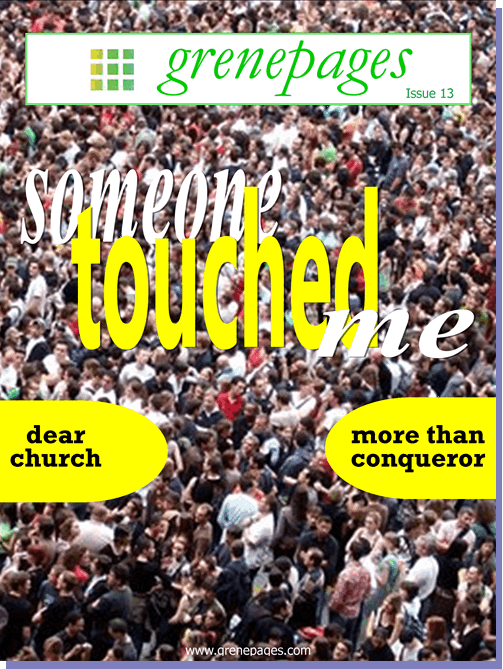 grenepages
Issue 13
someone
touched
me
dear
church
more than
conqueror
www.grenepages.com